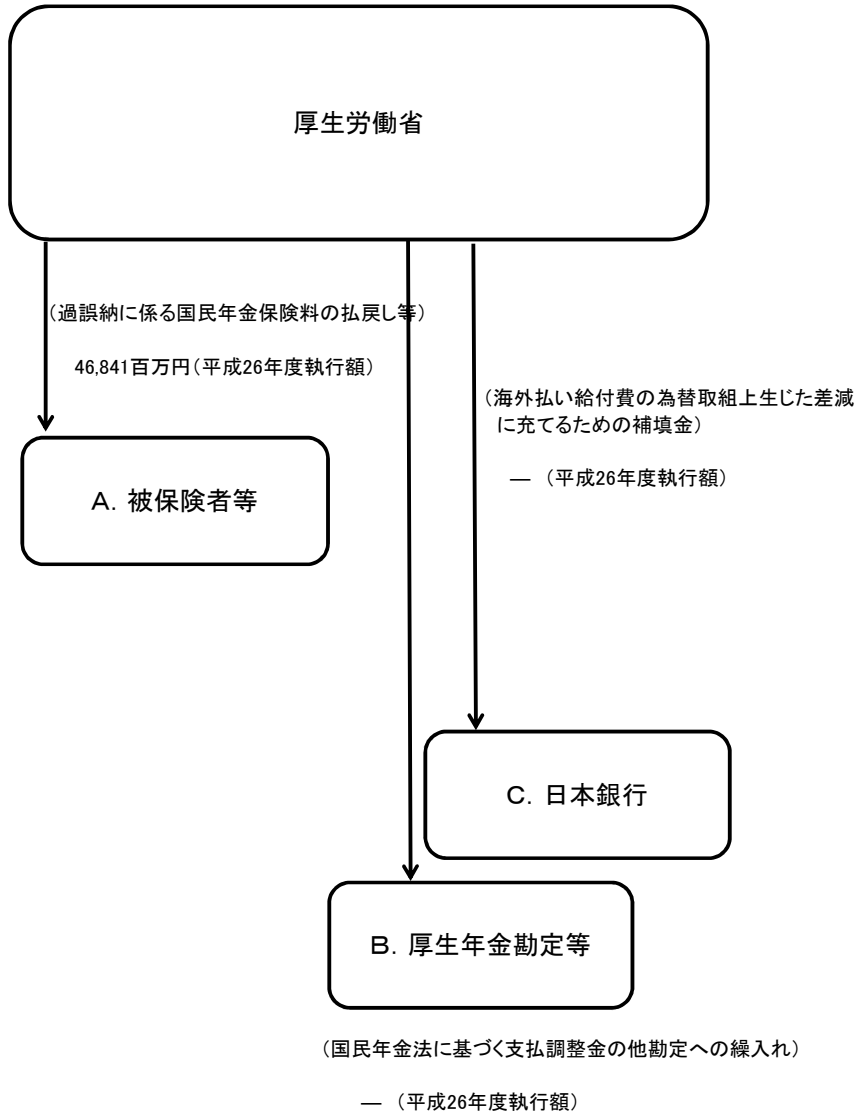 厚生労働省
（過誤納に係る国民年金保険料の払戻し等）
46,841百万円（平成26年度執行額）
（海外払い給付費の為替取組上生じた差減
に充てるための補填金）
― （平成26年度執行額）
A. 被保険者等
C. 日本銀行
B. 厚生年金勘定等
（国民年金法に基づく支払調整金の他勘定への繰入れ）
― （平成26年度執行額）